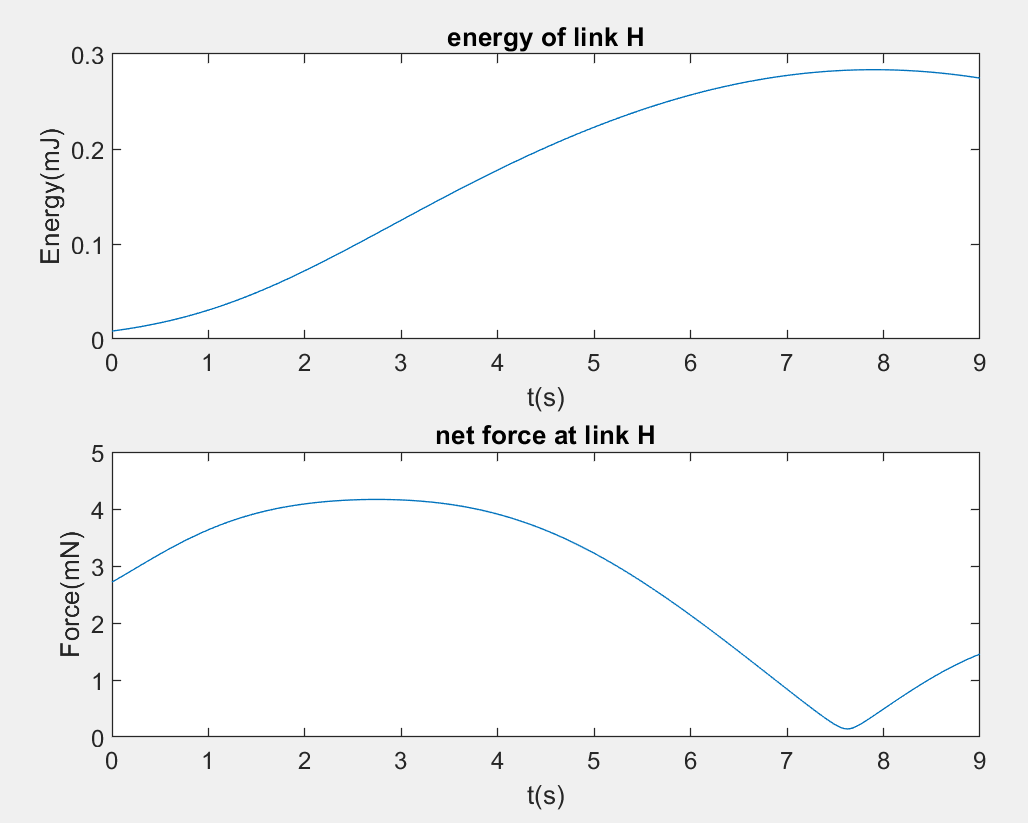 energy of link H
0.3
0.2
0.1
0
Energy(mJ)
0 1 2 3 4 5 6 7 8 9
t(s)
net force at link H
5
4
3
2
1
0
Force(mN)
0 1 2 3 4 5 6 7 8 9
t(s)